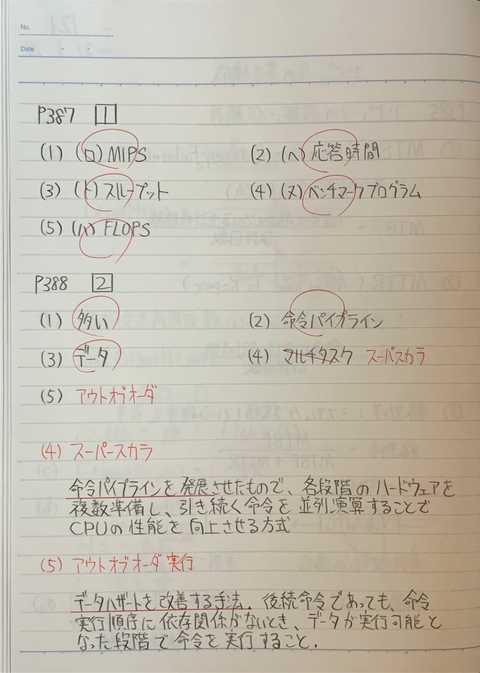 No.
Date
P387 1
(1) (ロ) MIPS
(2) (ヘ) 応答時間
(3) (ト) スループット
(4) (ヌ) ベンチマークプログラム
(5) (ハ) FLOPS
P388 2
(1) 多い
(2) 命令パイプライン
(3) データ
(4) マルチタスク スーパスカラ
(5) アウトオブオーダ
(4) スーパースカラ
命令パイプラインを発展させたもので、各段階のハードウェアを
複数準備し、引き続く命令を並列演算することで
CPUの性能を向上させる方式
(5) アウトオブオーダ実行
データハザートを改善する手法。後続命令であっても、命令
実行順序に依存関係がないとき、データが実行可能と
なった段階で命令を実行すること.